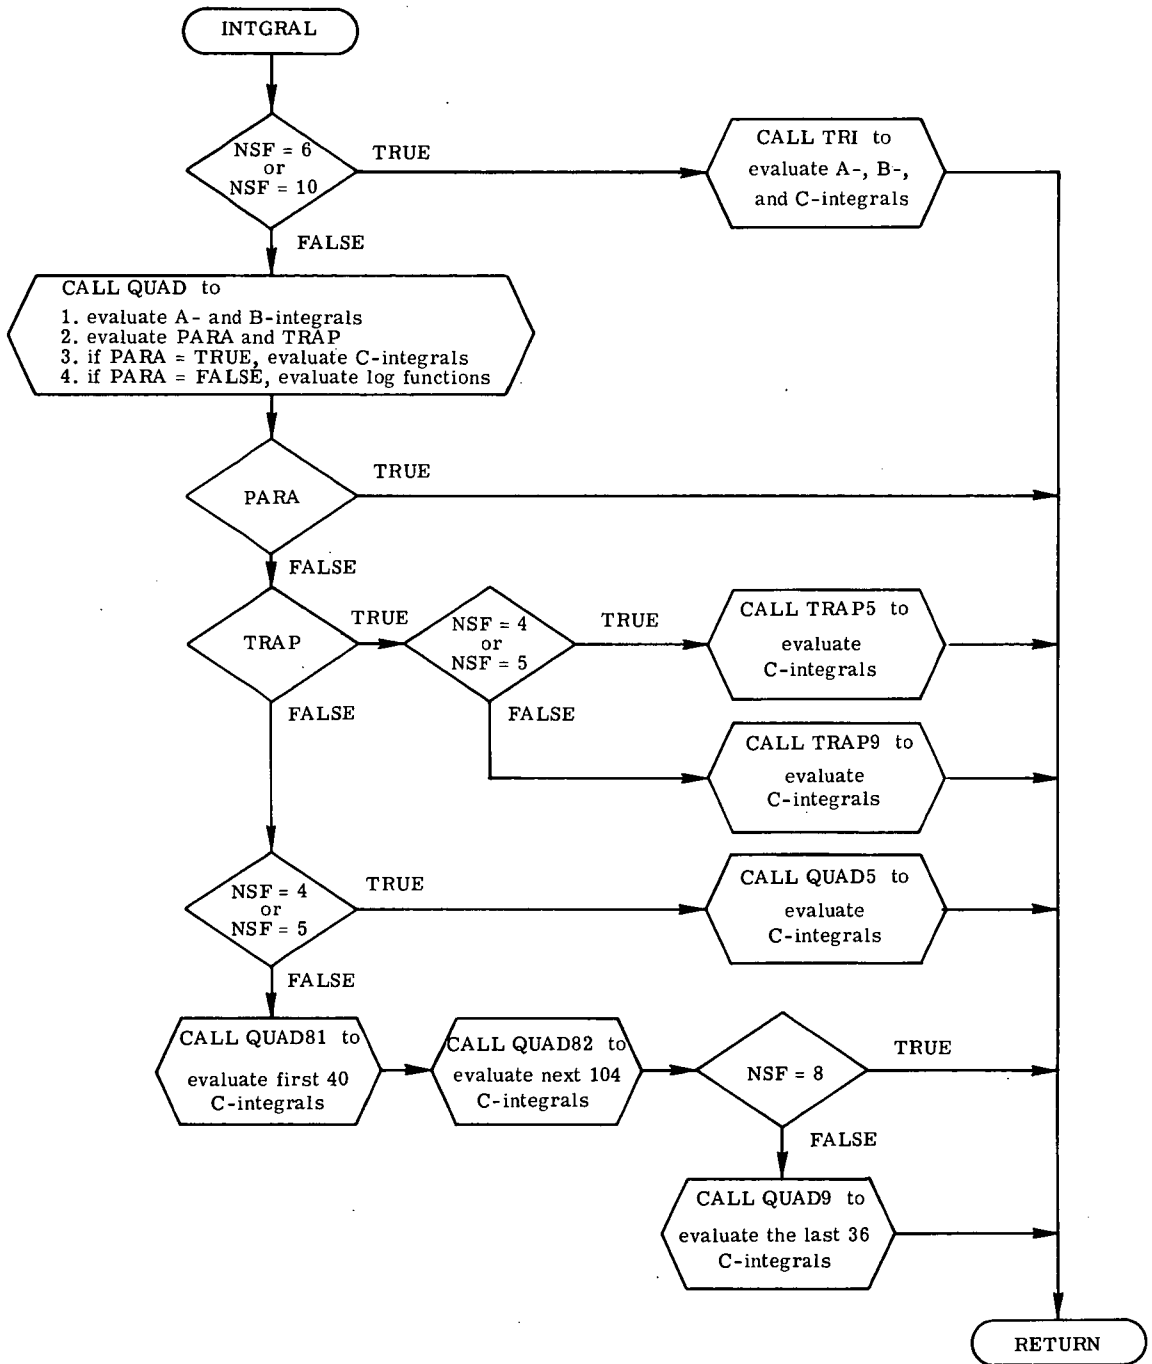 INTGRAL
NSF = 6
or
NSF = 10
TRUE
CALL TRI to
evaluate A-, B-,
and C-integrals
FALSE
CALL QUAD to
1. evaluate A- and B-integrals
2. evaluate PARA and TRAP
3. if PARA = TRUE, evaluate C-integrals
4. if PARA = FALSE, evaluate log functions
PARA
TRUE
FALSE
TRAP
TRUE
NSF = 4
or
NSF = 5
TRUE
CALL TRAP5 to
evaluate
C-integrals
FALSE
FALSE
CALL TRAP9 to
evaluate
C-integrals
NSF = 4
or
NSF = 5
TRUE
CALL QUAD5 to
evaluate
C-integrals
FALSE
CALL QUAD81 to
evaluate first 40
C-integrals
CALL QUAD82 to
evaluate next 104
C-integrals
NSF = 8
TRUE
FALSE
CALL QUAD9 to
evaluate the last 36
C-integrals
RETURN